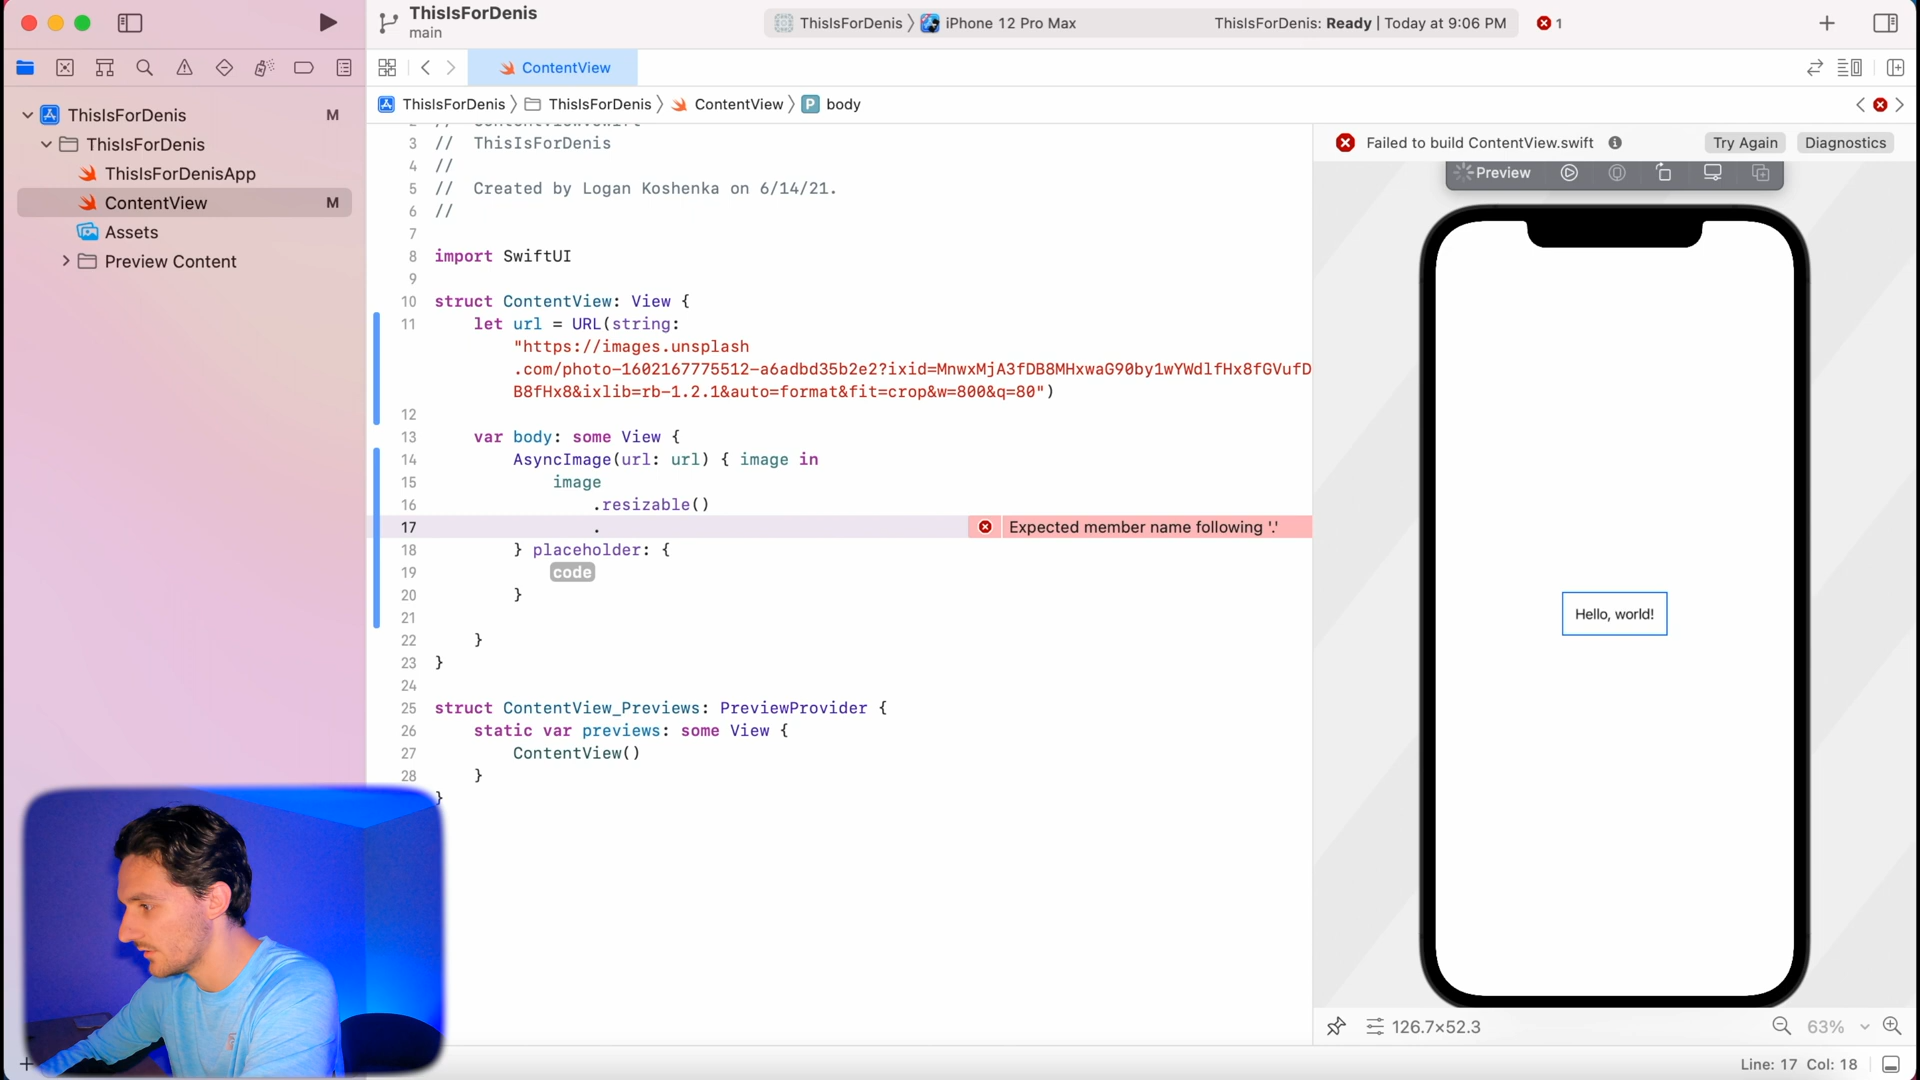 ThisIsForDenis
main
ThisIsForDenis
iPhone 12 Pro Max
ThisIsForDenis: Ready | Today at 9:06 PM
1
ContentView
ThisIsForDenis
ThisIsForDenis
ContentView
P body
ThisIsForDenis M
ThisIsForDenis
ThisIsForDenisApp
ContentView M
Assets
Preview Content
2 // ContentView.swift
3 // ThisIsForDenis
4 //
5 // Created by Logan Koshenka on 6/14/21.
6 //
7
8 import SwiftUI
9
10 struct ContentView: View {
11 let url = URL(string:
"https://images.unsplash
.com/photo-1602167775512-a6adbd35b2e2?ixid=MnwxMjA3fDB8MHxwaG90by1wYWdlfHx8fGVufD
B8fHx8&ixlib=rb-1.2.1&auto=format&fit=crop&w=800&q=80")
12
13 var body: some View {
14 AsyncImage(url: url) { image in
15 image
16 .resizable()
17 . Expected member name following '.'
18 } placeholder: {
19 code
20 }
21
22 }
23 }
24
25 struct ContentView_Previews: PreviewProvider {
26 static var previews: some View {
27 ContentView()
28 }
}
Failed to build ContentView.swift
Try Again
Diagnostics
Preview
Hello, world!
126.7×52.3
63%
Line: 17 Col: 18